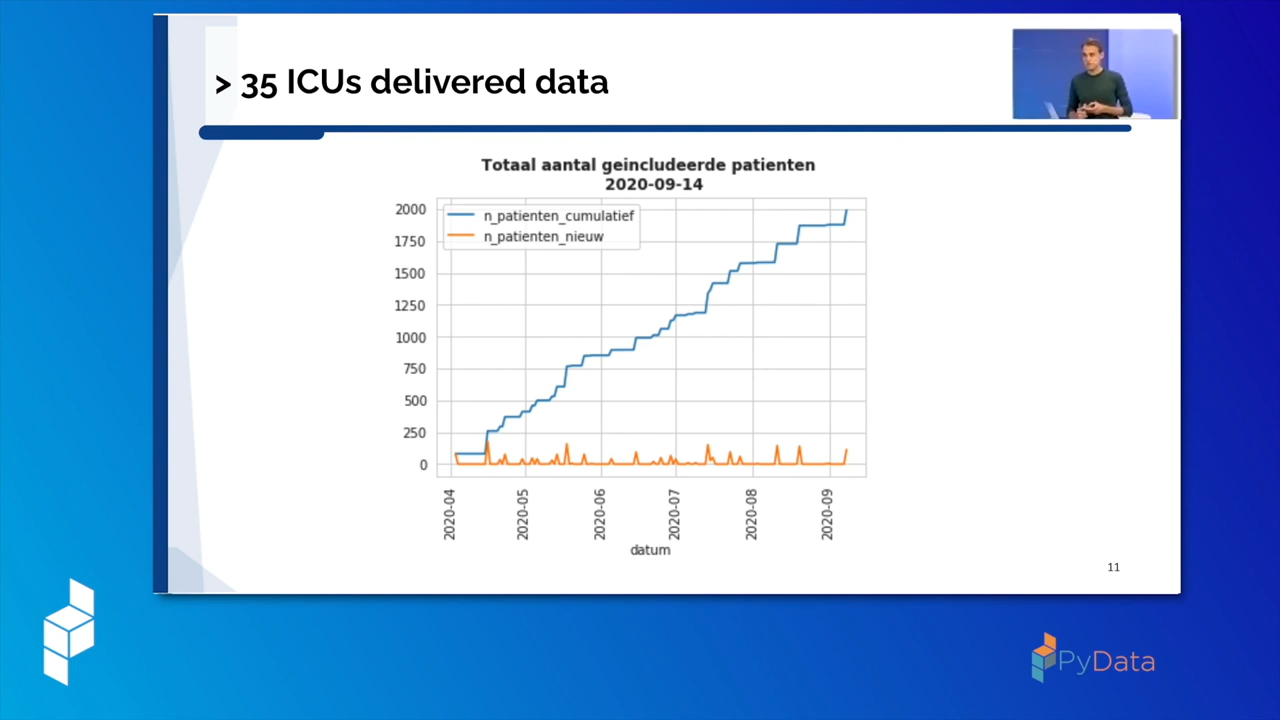 > 35 ICUs delivered data
Totaal aantal geincludeerde patienten
2020-09-14
n_patienten_cumulatief
n_patienten_nieuw
2000
1750
1500
1250
1000
750
500
250
0
2020-04
2020-05
2020-06
2020-07
2020-08
2020-09
datum
11
PyData